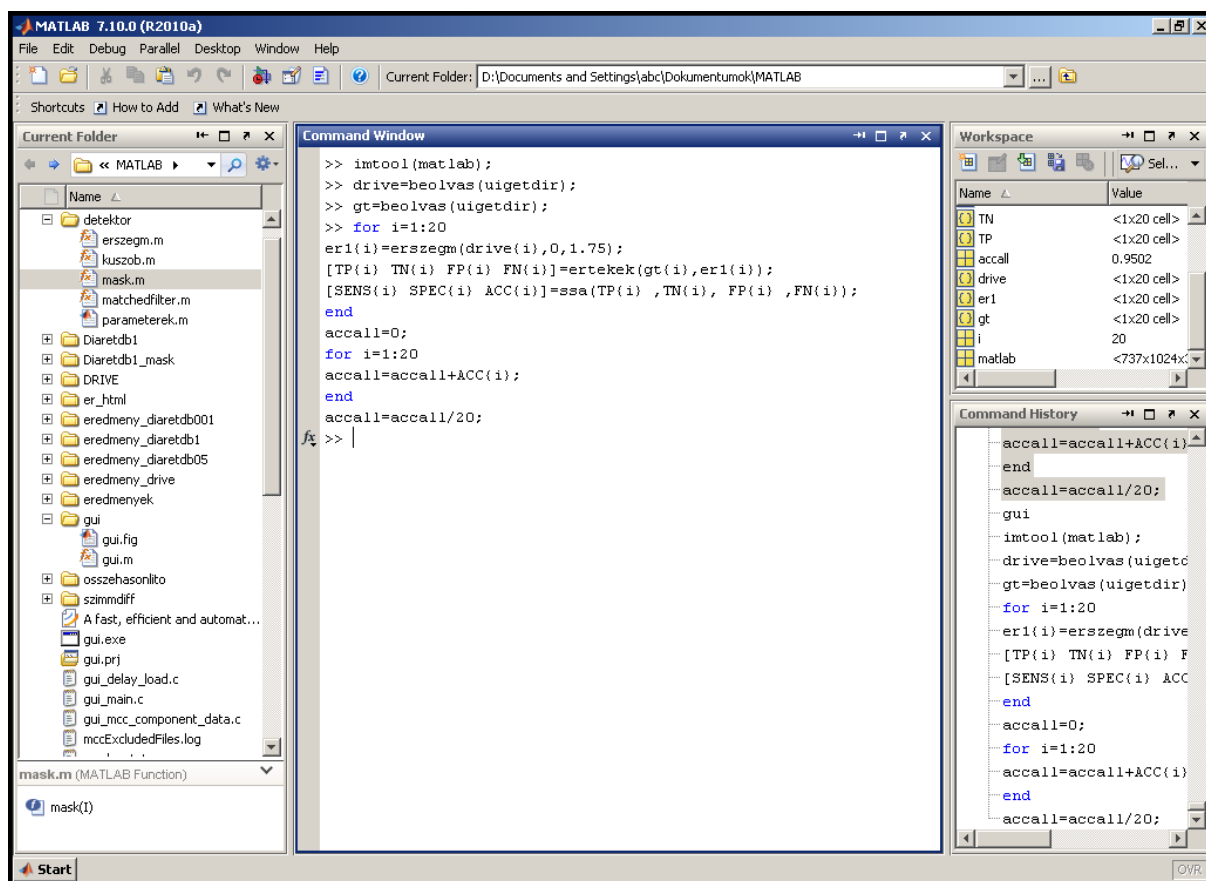 MATLAB 7.10.0 (R2010a)
File Edit Debug Parallel Desktop Window Help
Current Folder: D:\Documents and Settings\abc\Dokumentumok\MATLAB
Shortcuts How to Add What's New
Current Folder
« MATLAB
Name
detektor
erszegm.m
kuszob.m
mask.m
matchedfilter.m
parameterek.m
Diaretdb1
Diaretdb1_mask
DRIVE
er_html
eredmeny_diaretdb001
eredmeny_diaretdb1
eredmeny_diaretdb05
eredmeny_drive
eredmenyek
gui
gui.fig
gui.m
osszehasonlito
szimmdiff
A fast, efficient and automat...
gui.exe
gui.prj
gui_delay_load.c
gui_main.c
gui_mcc_component_data.c
mccExcludedFiles.log
mask.m (MATLAB Function)
mask(I)
Command Window
>> imtool(matlab);
>> drive=beolvas(uigetdir);
>> gt=beolvas(uigetdir);
>> for i=1:20
er1{i}=erszegm(drive{i},0,1.75);
[TP{i} TN{i} FP{i} FN{i}]=ertekek(gt{i},er1{i});
[SENS{i} SPEC{i} ACC{i}]=ssa(TP{i} ,TN{i}, FP{i} ,FN{i});
end
accall=0;
for i=1:20
accall=accall+ACC{i};
end
accall=accall/20;
fx >>
Workspace
Sel...
Name Value
TN <1x20 cell>
TP <1x20 cell>
accall 0.9502
drive <1x20 cell>
er1 <1x20 cell>
gt <1x20 cell>
i 20
matlab <737x1024x
Command History
accall=accall+ACC{i}
end
accall=accall/20;
gui
imtool(matlab);
drive=beolvas(uigetd
gt=beolvas(uigetdir)
for i=1:20
er1{i}=erszegm(drive
[TP{i} TN{i} FP{i} F
[SENS{i} SPEC{i} ACC
end
accall=0;
for i=1:20
accall=accall+ACC{i}
end
accall=accall/20;
Start
OVR